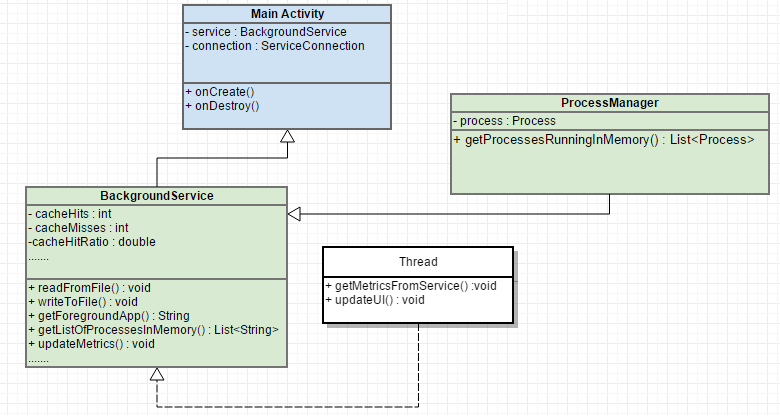 Main Activity
- service : BackgroundService
- connection : ServiceConnection
+ onCreate()
+ onDestroy()
ProcessManager
- process : Process
+ getProcessesRunningInMemory() : List<Process>
BackgroundService
- cacheHits : int
- cacheMisses : int
-cacheHitRatio : double
.......
+ readFromFile() : void
+ writeToFile() : void
+ getForegroundApp() : String
+ getListOfProcessesInMemory() : List<String>
+ updateMetrics() : void
.......
Thread
+ getMetricsFromService() :void
+ updateUI() : void